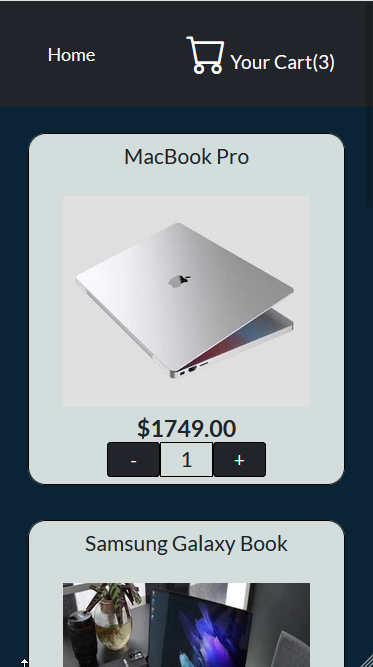 Home
Your Cart(3)
MacBook Pro
$1749.00
- 1 +
Samsung Galaxy Book